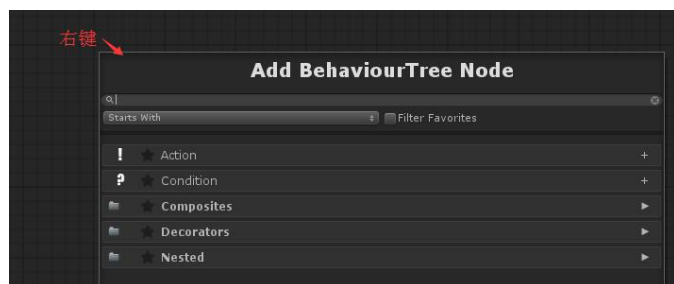 右键
Add BehaviourTree Node
Starts With
Filter Favorites
! Action +
? Condition +
Composites
Decorators
Nested